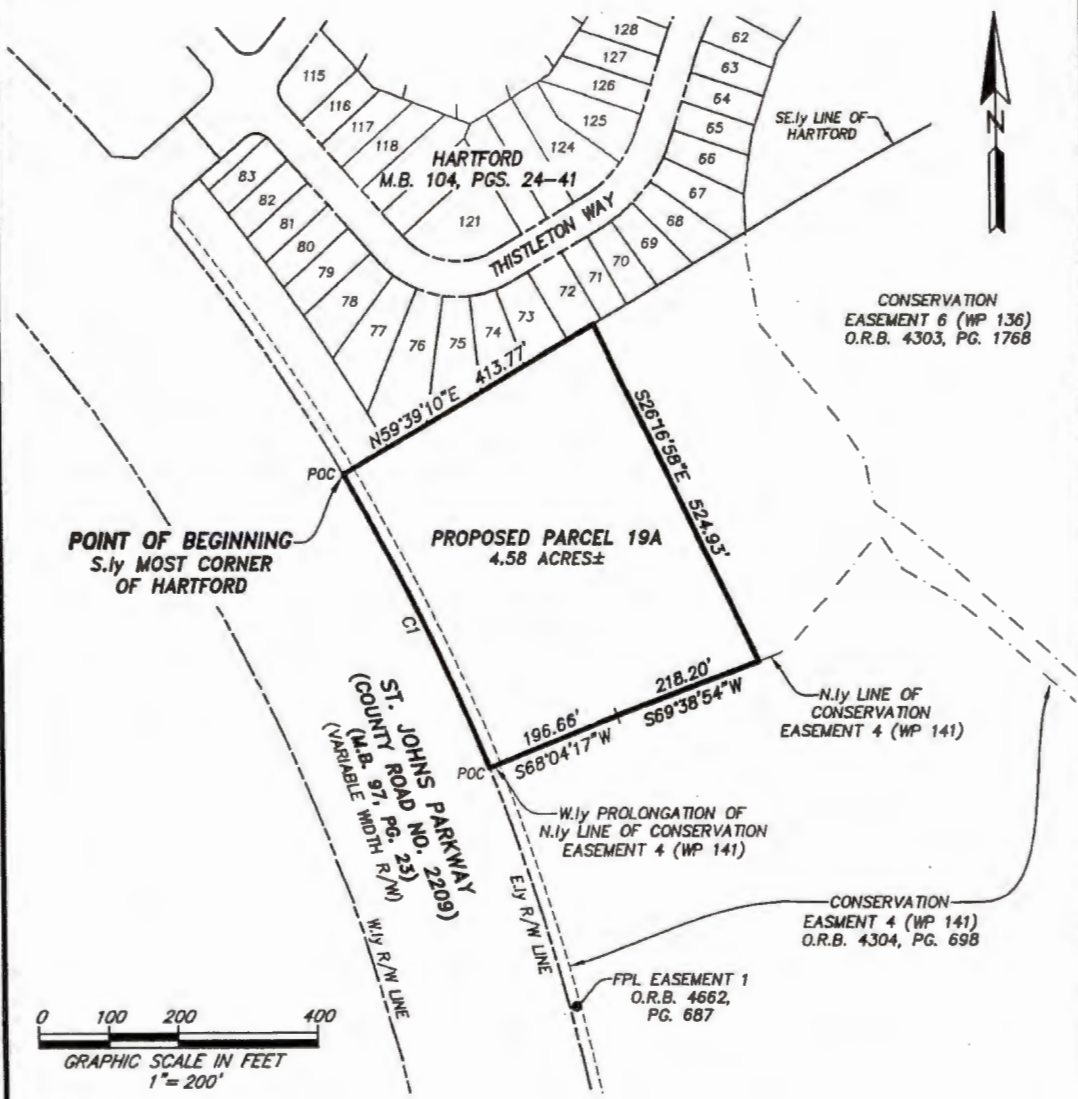 128
127
126
125
124
62
63
64
65
66
67
68
69
70
71
72
73
74
75
76
77
78
79
80
81
82
83
115
116
117
118
121
HARTFORD
M.B. 104, PGS. 24-41
THISTLETON WAY
SE.ly LINE OF
HARTFORD
N
CONSERVATION
EASEMENT 6 (WP 136)
O.R.B. 4303, PG. 1768
N59°39'10"E 413.77'
S26°16'58"E 524.93'
POC
POINT OF BEGINNING
S.ly MOST CORNER
OF HARTFORD
PROPOSED PARCEL 19A
4.58 ACRES±
C1
218.20'
S69°38'54"W
196.66'
S68°04'17"W
POC
N.ly LINE OF
CONSERVATION
EASEMENT 4 (WP 141)
ST. JOHNS PARKWAY
(COUNTY ROAD NO. 2209)
(M.B. 97, PG. 23)
(VARIABLE WIDTH R/W)
W.ly PROLONGATION OF
N.ly LINE OF CONSERVATION
EASEMENT 4 (WP 141)
E.ly R/W LINE
W.ly R/W LINE
CONSERVATION
EASMENT 4 (WP 141)
O.R.B. 4304, PG. 698
FPL EASEMENT 1
O.R.B. 4662,
PG. 687
0 100 200 400
GRAPHIC SCALE IN FEET
1"= 200'